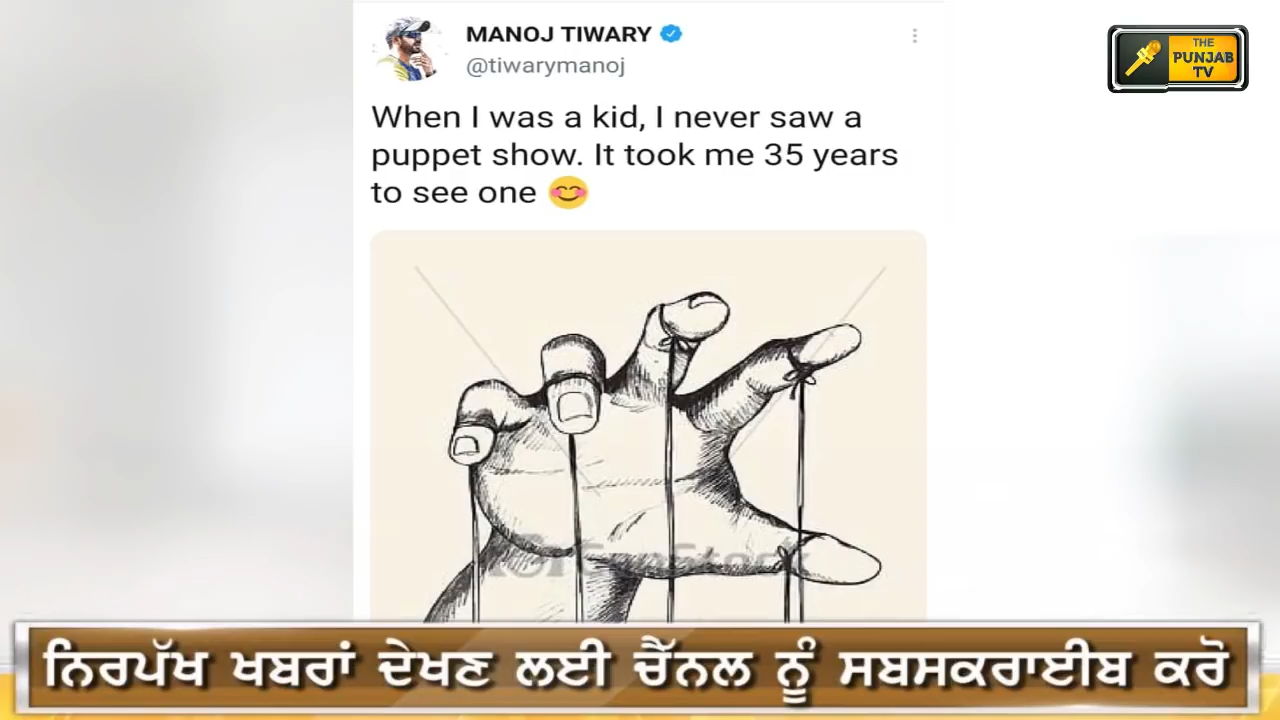 MANOJ TIWARY
@tiwarymanoj
THE
PUNJAB
TV
When I was a kid, I never saw a
puppet show. It took me 35 years
to see one 😊
ਨਿਰਪੱਖ ਖਬਰਾਂ ਦੇਖਣ ਲਈ ਚੈੱਨਲ ਨੂੰ ਸਬਸਕਰਾਈਬ ਕਰੋ